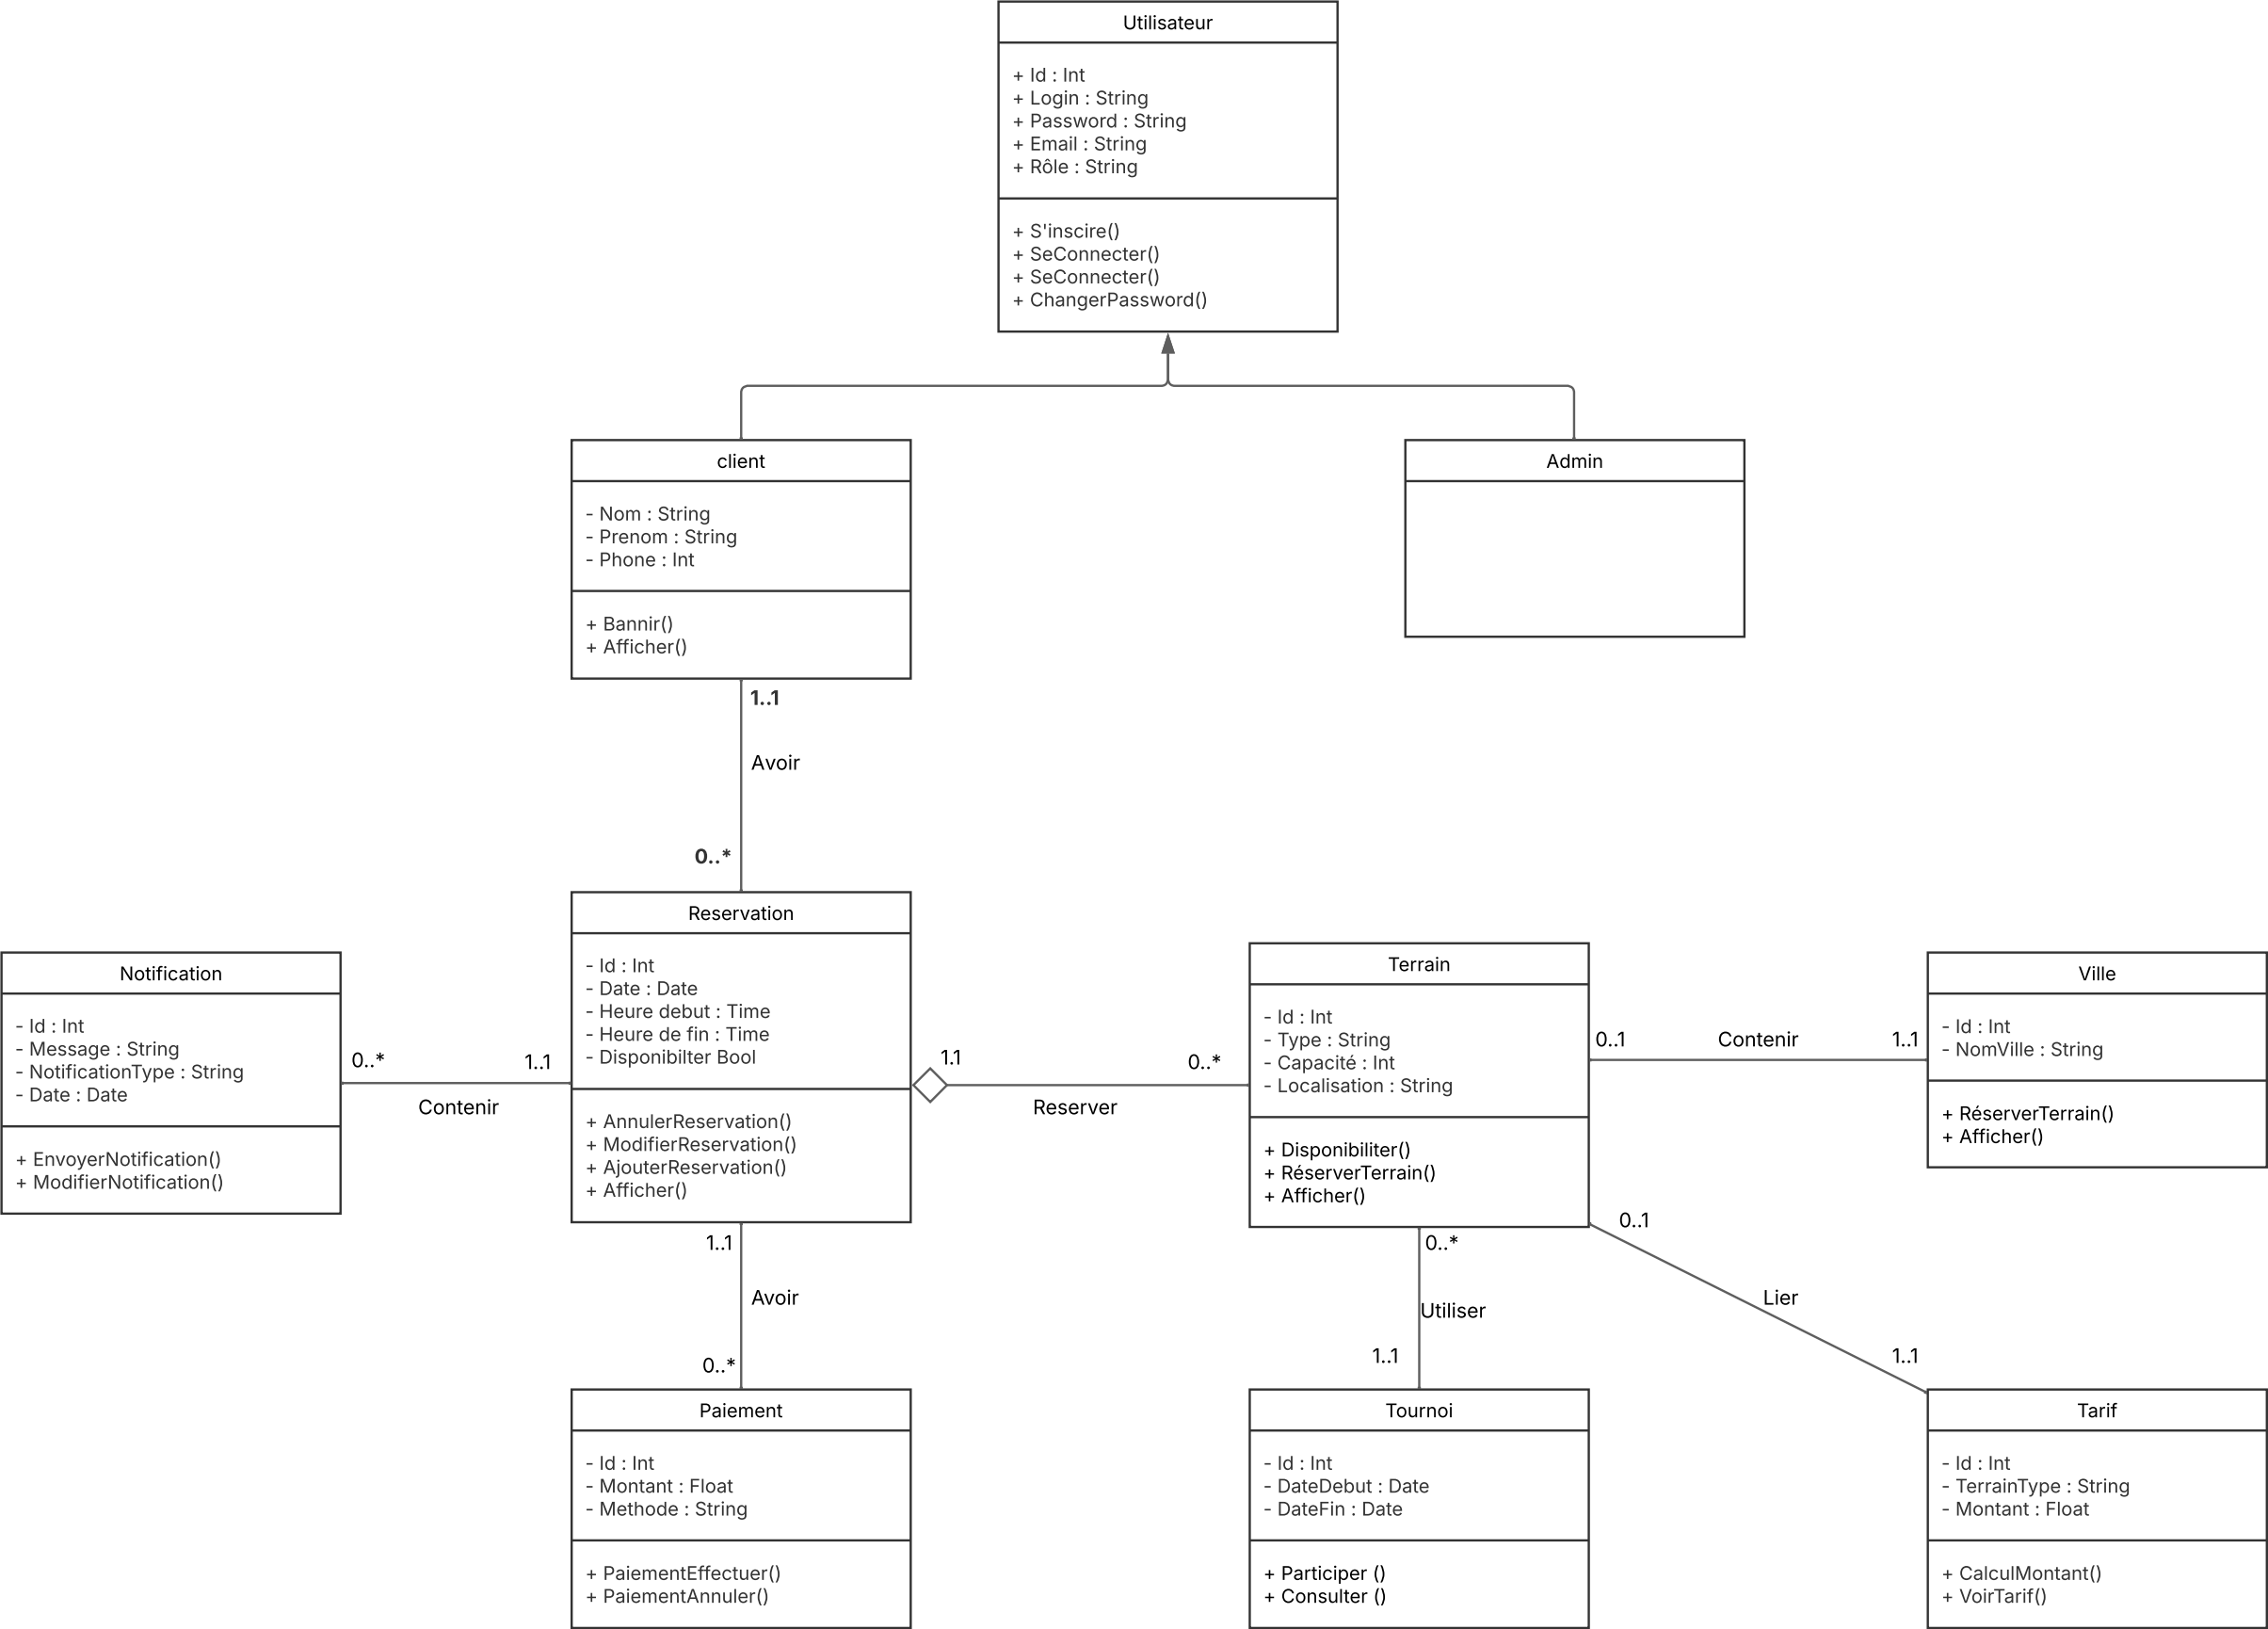 Utilisateur
+ Id : Int
+ Login : String
+ Password : String
+ Email : String
+ Rôle : String
+ S'inscire()
+ SeConnecter()
+ SeConnecter()
+ ChangerPassword()
client
- Nom : String
- Prenom : String
- Phone : Int
+ Bannir()
+ Afficher()
Admin
1..1
Avoir
0..*
Notification
- Id : Int
- Message : String
- NotificationType : String
- Date : Date
+ EnvoyerNotification()
+ ModifierNotification()
0..*
1..1
Contenir
Reservation
- Id : Int
- Date : Date
- Heure debut : Time
- Heure de fin : Time
- Disponibilter Bool
+ AnnulerReservation()
+ ModifierReservation()
+ AjouterReservation()
+ Afficher()
1.1
0..*
Reserver
Terrain
- Id : Int
- Type : String
- Capacité : Int
- Localisation : String
+ Disponibiliter()
+ RéserverTerrain()
+ Afficher()
0..1
Contenir
1..1
Ville
- Id : Int
- NomVille : String
+ RéserverTerrain()
+ Afficher()
1..1
Avoir
0..*
0..*
Utiliser
1..1
0..1
Lier
1..1
Paiement
- Id : Int
- Montant : Float
- Methode : String
+ PaiementEffectuer()
+ PaiementAnnuler()
Tournoi
- Id : Int
- DateDebut : Date
- DateFin : Date
+ Participer ()
+ Consulter ()
Tarif
- Id : Int
- TerrainType : String
- Montant : Float
+ CalculMontant()
+ VoirTarif()